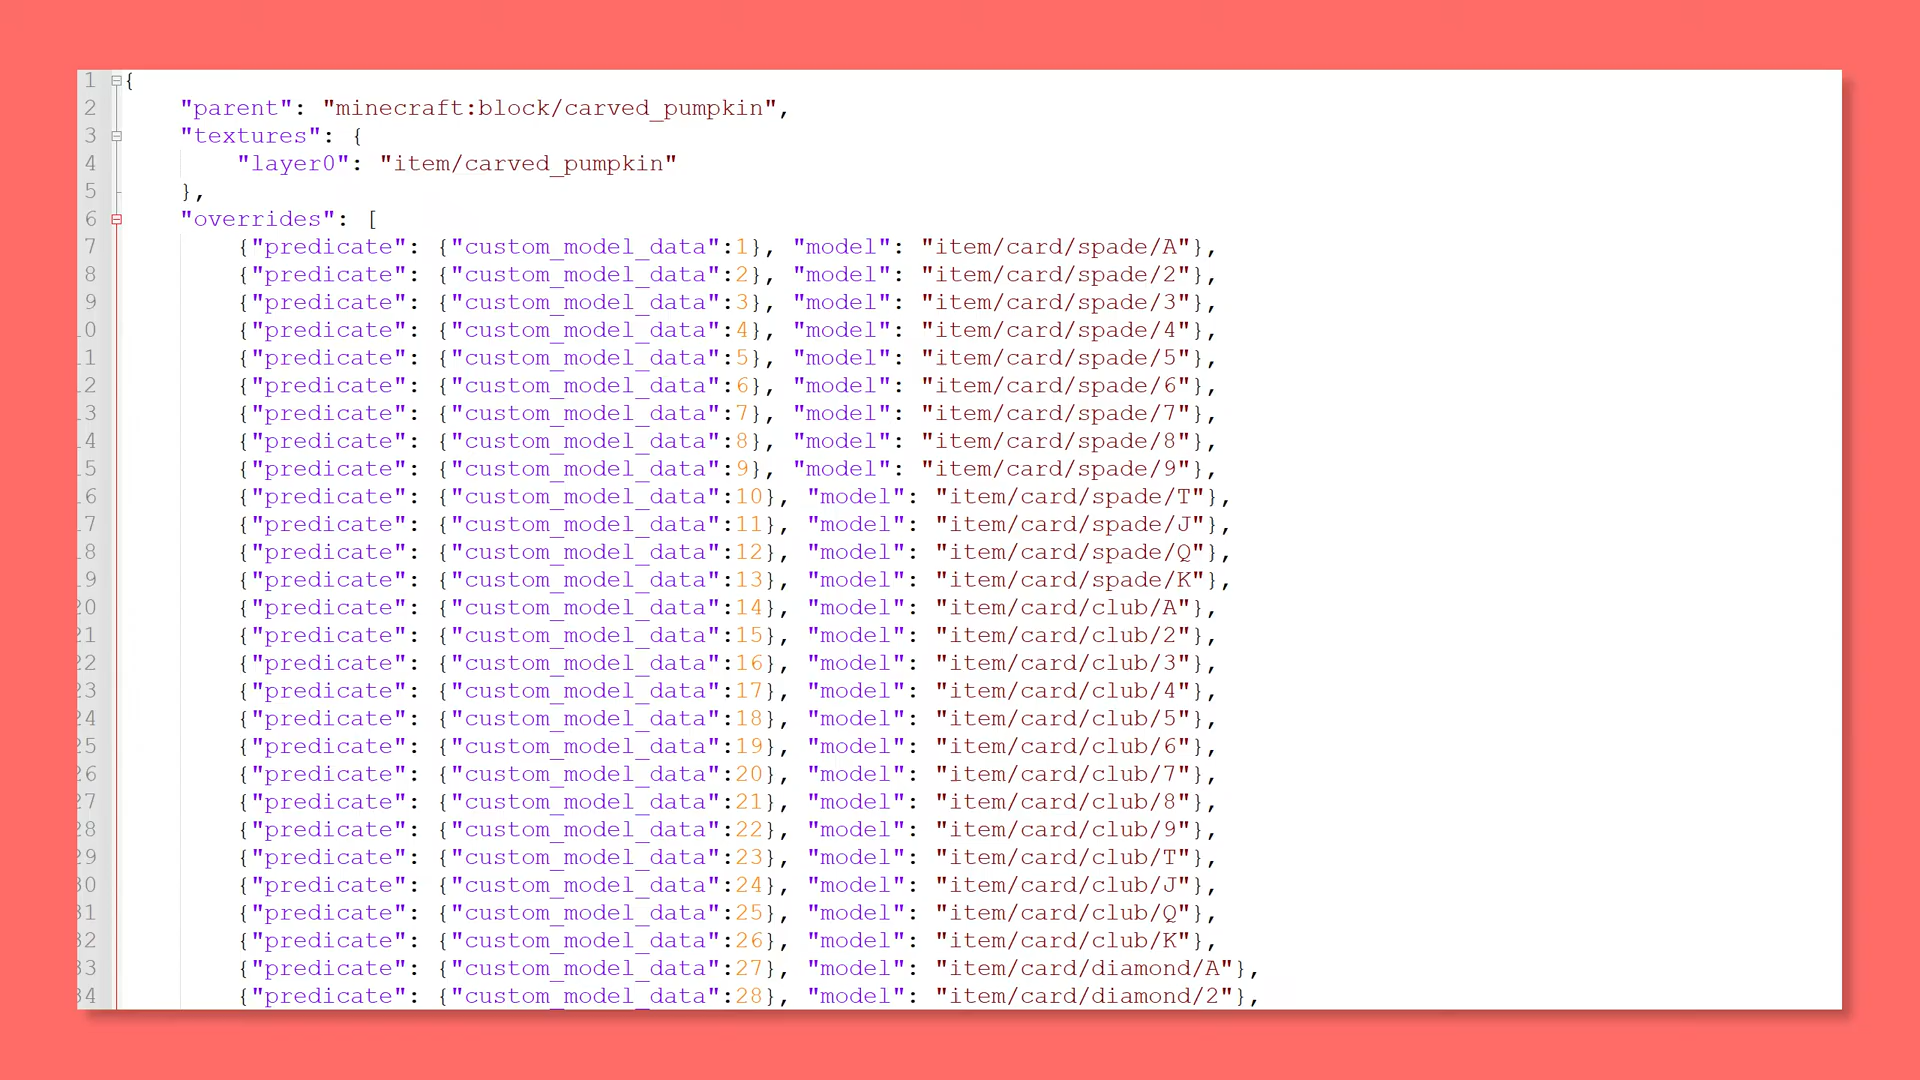 1 {
2 "parent": "minecraft:block/carved_pumpkin",
3 "textures": {
4 "layer0": "item/carved_pumpkin"
5 },
6 "overrides": [
7 {"predicate": {"custom_model_data":1}, "model": "item/card/spade/A"},
8 {"predicate": {"custom_model_data":2}, "model": "item/card/spade/2"},
9 {"predicate": {"custom_model_data":3}, "model": "item/card/spade/3"},
10 {"predicate": {"custom_model_data":4}, "model": "item/card/spade/4"},
11 {"predicate": {"custom_model_data":5}, "model": "item/card/spade/5"},
12 {"predicate": {"custom_model_data":6}, "model": "item/card/spade/6"},
13 {"predicate": {"custom_model_data":7}, "model": "item/card/spade/7"},
14 {"predicate": {"custom_model_data":8}, "model": "item/card/spade/8"},
15 {"predicate": {"custom_model_data":9}, "model": "item/card/spade/9"},
16 {"predicate": {"custom_model_data":10}, "model": "item/card/spade/T"},
17 {"predicate": {"custom_model_data":11}, "model": "item/card/spade/J"},
18 {"predicate": {"custom_model_data":12}, "model": "item/card/spade/Q"},
19 {"predicate": {"custom_model_data":13}, "model": "item/card/spade/K"},
20 {"predicate": {"custom_model_data":14}, "model": "item/card/club/A"},
21 {"predicate": {"custom_model_data":15}, "model": "item/card/club/2"},
22 {"predicate": {"custom_model_data":16}, "model": "item/card/club/3"},
23 {"predicate": {"custom_model_data":17}, "model": "item/card/club/4"},
24 {"predicate": {"custom_model_data":18}, "model": "item/card/club/5"},
25 {"predicate": {"custom_model_data":19}, "model": "item/card/club/6"},
26 {"predicate": {"custom_model_data":20}, "model": "item/card/club/7"},
27 {"predicate": {"custom_model_data":21}, "model": "item/card/club/8"},
28 {"predicate": {"custom_model_data":22}, "model": "item/card/club/9"},
29 {"predicate": {"custom_model_data":23}, "model": "item/card/club/T"},
30 {"predicate": {"custom_model_data":24}, "model": "item/card/club/J"},
31 {"predicate": {"custom_model_data":25}, "model": "item/card/club/Q"},
32 {"predicate": {"custom_model_data":26}, "model": "item/card/club/K"},
33 {"predicate": {"custom_model_data":27}, "model": "item/card/diamond/A"},
34 {"predicate": {"custom_model_data":28}, "model": "item/card/diamond/2"},